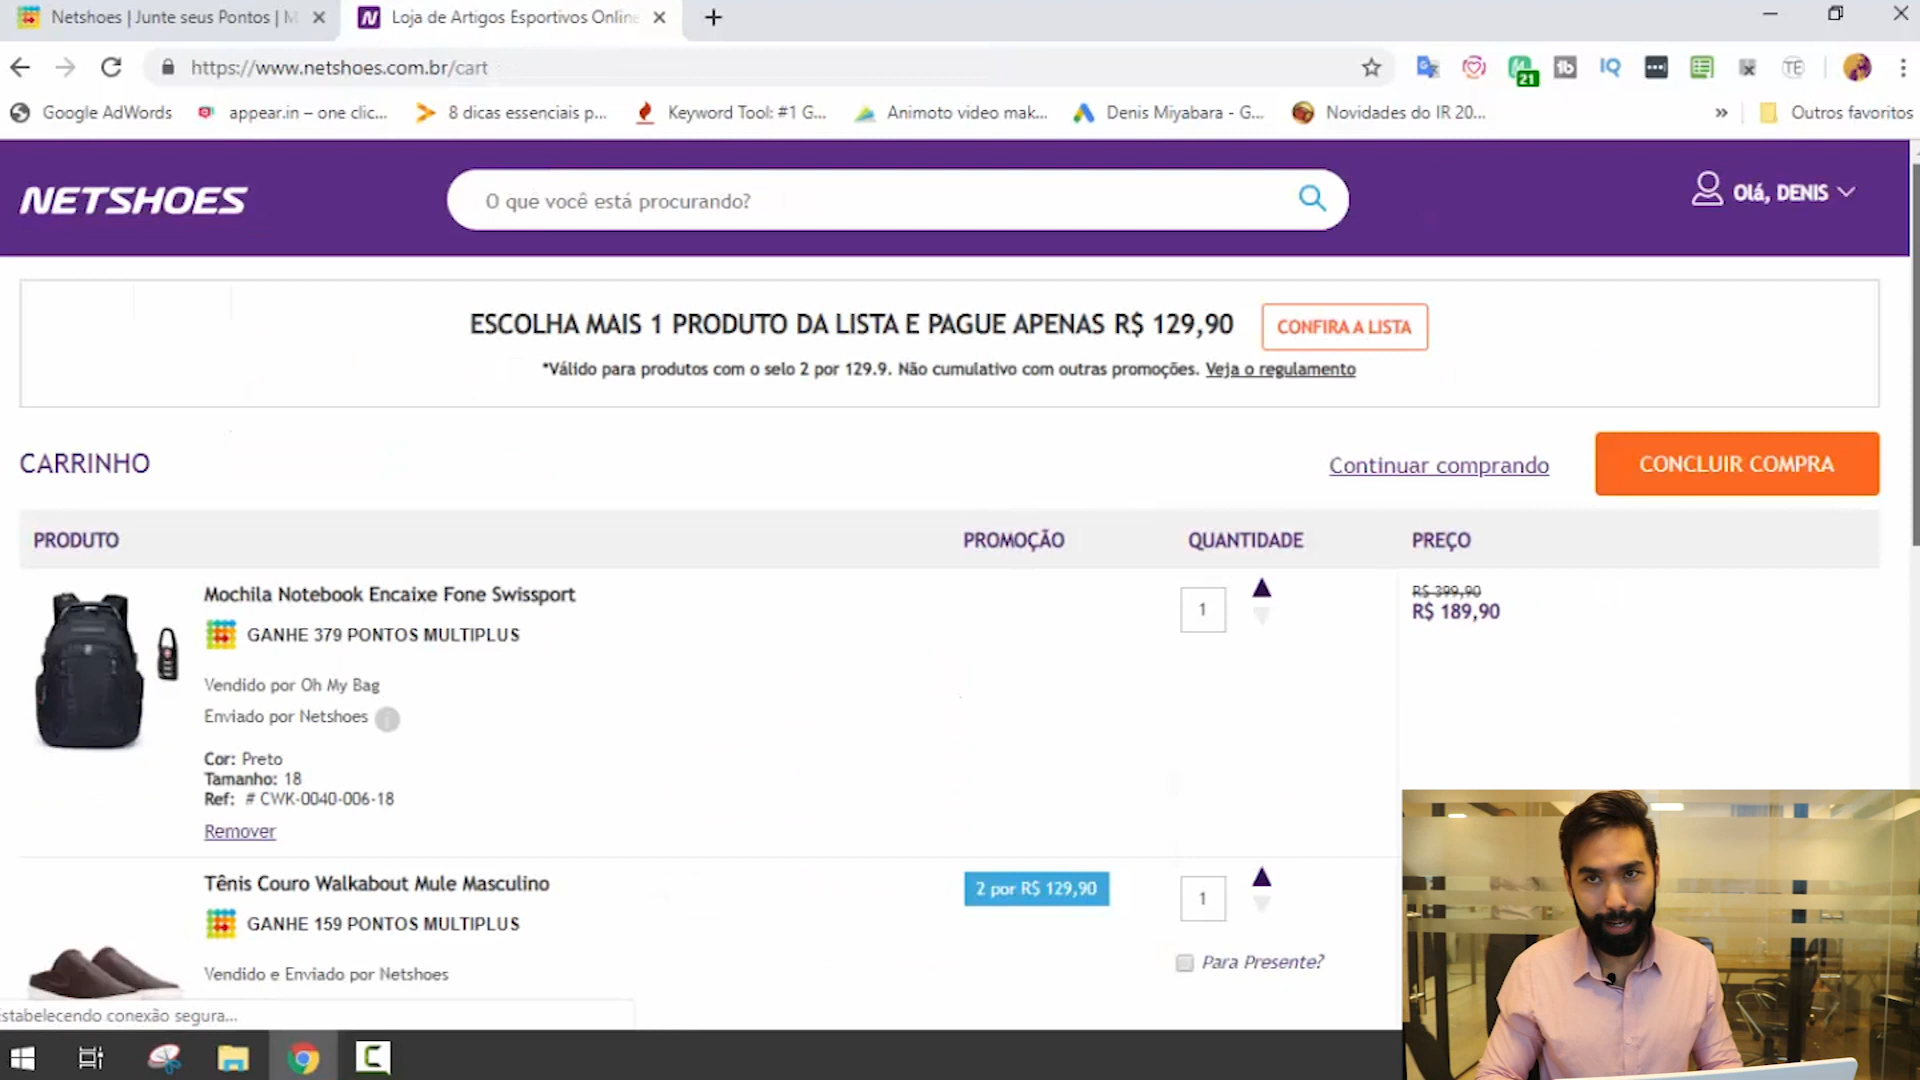 Netshoes | Junte seus Pontos | M
Loja de Artigos Esportivos Online
https://www.netshoes.com.br/cart
21
IQ
TE
Google AdWords
appear.in – one clic...
8 dicas essenciais p...
Keyword Tool: #1 G...
Animoto video mak...
Denis Miyabara - G...
Novidades do IR 20...
»
Outros favoritos
NETSHOES
O que você está procurando?
Olá, DENIS
ESCOLHA MAIS 1 PRODUTO DA LISTA E PAGUE APENAS R$ 129,90
CONFIRA A LISTA
*Válido para produtos com o selo 2 por 129.9. Não cumulativo com outras promoções. Veja o regulamento
CARRINHO
Continuar comprando
CONCLUIR COMPRA
PRODUTO
PROMOÇÃO
QUANTIDADE
PREÇO
Mochila Notebook Encaixe Fone Swissport
GANHE 379 PONTOS MULTIPLUS
Vendido por Oh My Bag
Enviado por Netshoes
Cor: Preto
Tamanho: 18
Ref: # CWK-0040-006-18
Remover
1
R$ 399,90
R$ 189,90
Tênis Couro Walkabout Mule Masculino
GANHE 159 PONTOS MULTIPLUS
Vendido e Enviado por Netshoes
2 por R$ 129,90
1
Para Presente?
stabelecendo conexão segura...